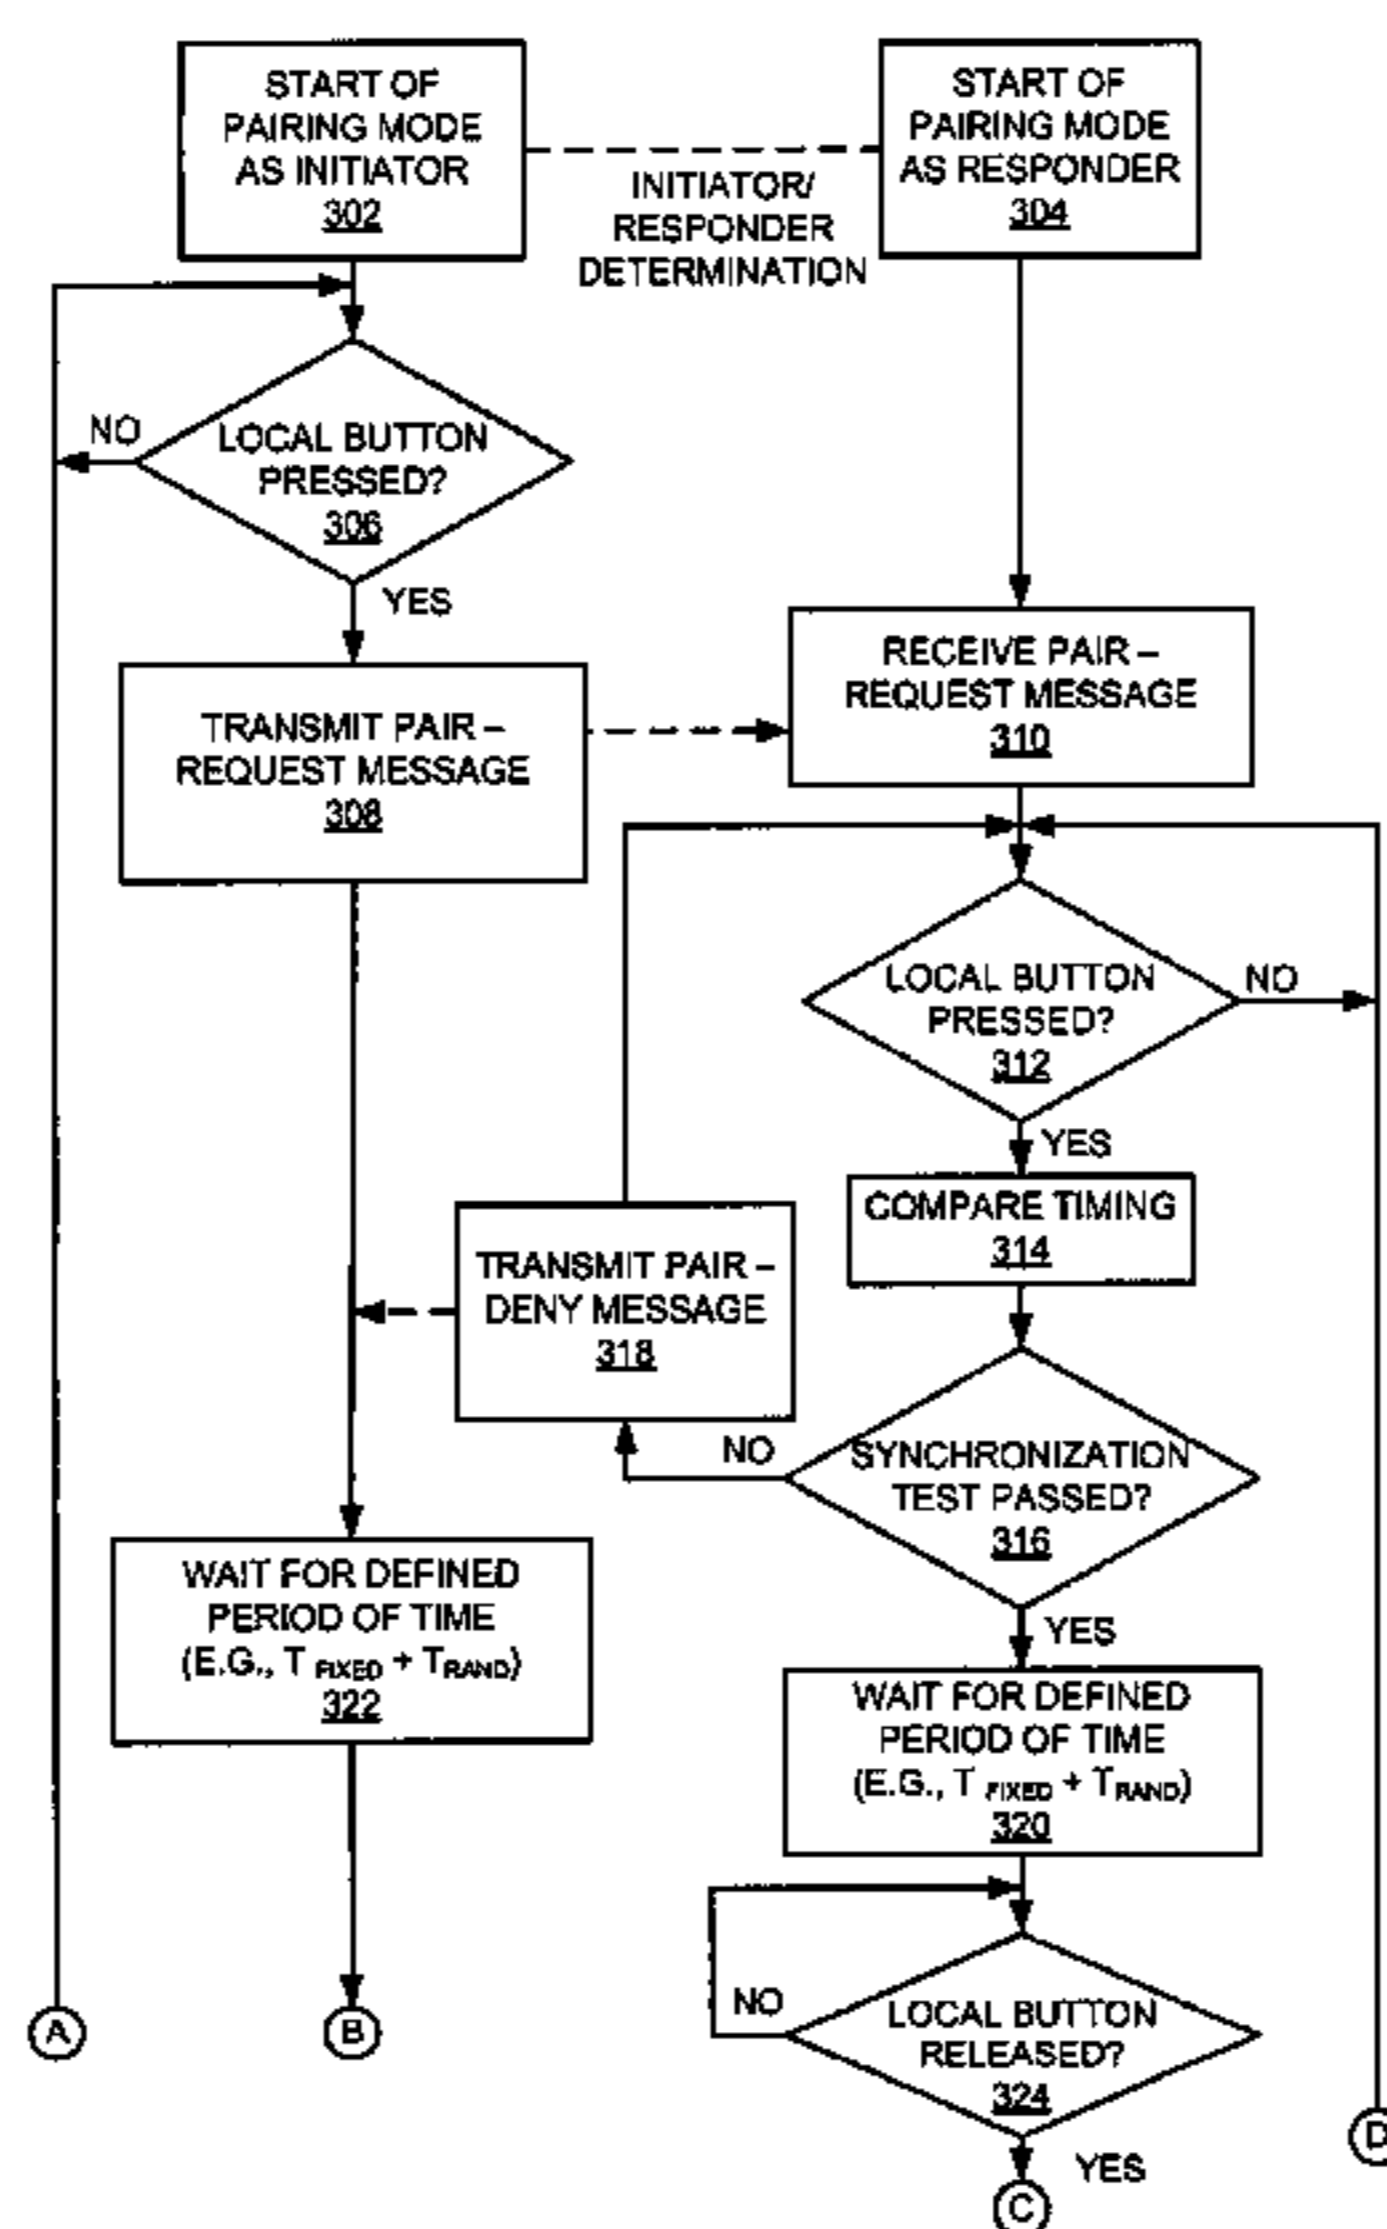 START OF
PAIRING MODE
AS INITIATOR
302
START OF
PAIRING MODE
AS RESPONDER
304
INITIATOR/
RESPONDER
DETERMINATION
NO
LOCAL BUTTON
PRESSED?
306
YES
TRANSMIT PAIR –
REQUEST MESSAGE
308
RECEIVE PAIR –
REQUEST MESSAGE
310
LOCAL BUTTON
PRESSED?
312
NO
YES
COMPARE TIMING
314
TRANSMIT PAIR –
DENY MESSAGE
318
NO
SYNCHRONIZATION
TEST PASSED?
316
YES
WAIT FOR DEFINED
PERIOD OF TIME
(E.G., T FIXED + TRAND)
322
WAIT FOR DEFINED
PERIOD OF TIME
(E.G., T FIXED + TRAND)
320
NO
LOCAL BUTTON
RELEASED?
324
YES
A
B
C
D